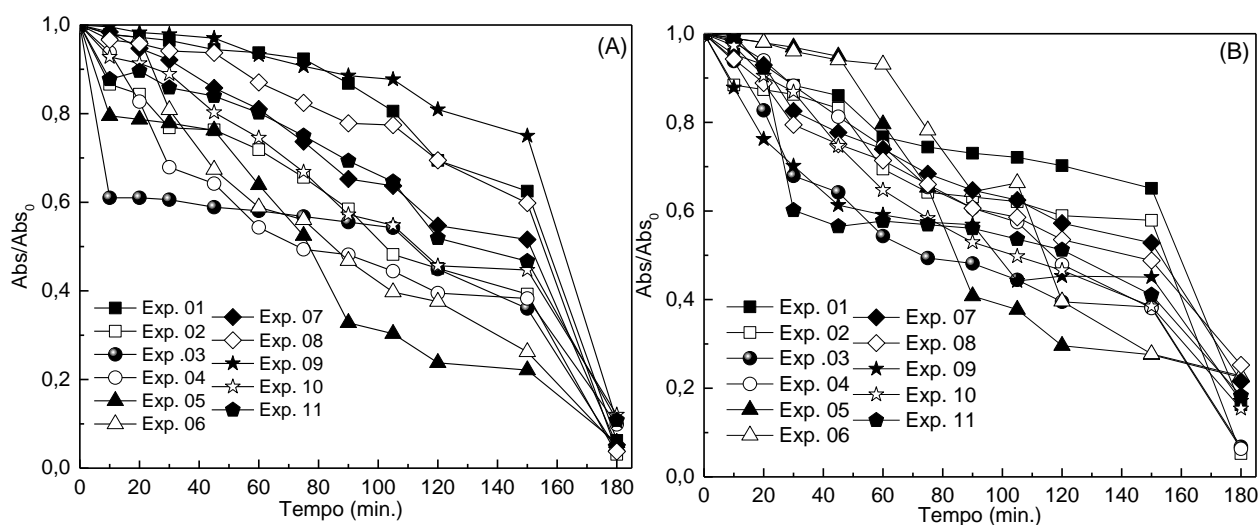 (A)
1,0
0,8
0,6
0,4
0,2
0,0
Abs/Abs0
Exp. 01
Exp. 02
Exp .03
Exp. 04
Exp. 05
Exp. 06
Exp. 07
Exp. 08
Exp. 09
Exp. 10
Exp. 11
0 20 40 60 80 100 120 140 160 180
Tempo (min.)
(B)
1,0
0,8
0,6
0,4
0,2
0,0
Abs/Abs0
Exp. 01
Exp. 02
Exp. 03
Exp. 04
Exp. 05
Exp. 06
Exp. 07
Exp. 08
Exp. 09
Exp. 10
Exp. 11
0 20 40 60 80 100 120 140 160 180
Tempo (min.)